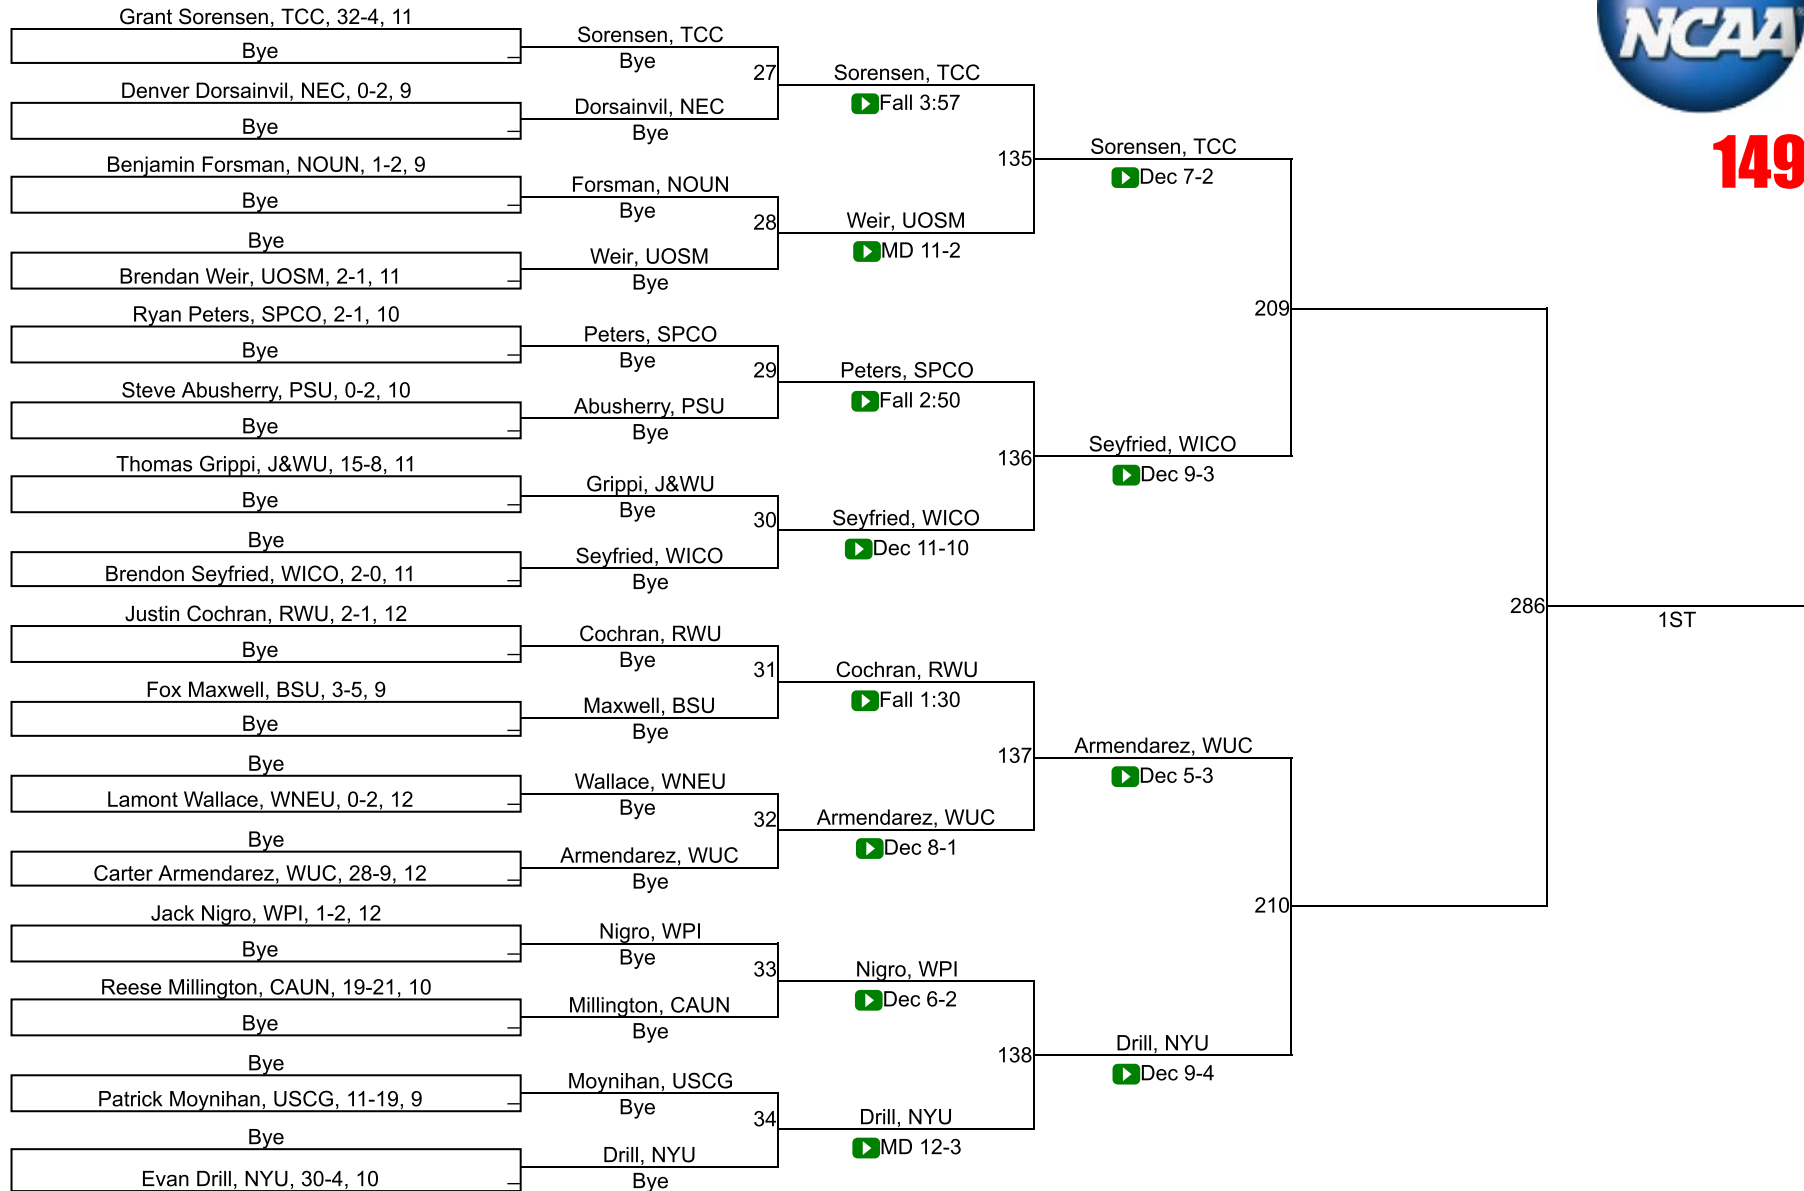 Grant Sorensen, TCC, 32-4, 11
Bye
Denver Dorsainvil, NEC, 0-2, 9
Bye
Benjamin Forsman, NOUN, 1-2, 9
Bye
Bye
Brendan Weir, UOSM, 2-1, 11
Ryan Peters, SPCO, 2-1, 10
Bye
Steve Abusherry, PSU, 0-2, 10
Bye
Thomas Grippi, J&WU, 15-8, 11
Bye
Bye
Brendon Seyfried, WICO, 2-0, 11
Justin Cochran, RWU, 2-1, 12
Bye
Fox Maxwell, BSU, 3-5, 9
Bye
Bye
Lamont Wallace, WNEU, 0-2, 12
Bye
Carter Armendarez, WUC, 28-9, 12
Jack Nigro, WPI, 1-2, 12
Bye
Reese Millington, CAUN, 19-21, 10
Bye
Bye
Patrick Moynihan, USCG, 11-19, 9
Bye
Evan Drill, NYU, 30-4, 10
Sorensen, TCC
Bye
27
Dorsainvil, NEC
Bye
Forsman, NOUN
Bye
28
Weir, UOSM
Bye
Peters, SPCO
Bye
29
Abusherry, PSU
Bye
Grippi, J&WU
Bye
30
Seyfried, WICO
Bye
Cochran, RWU
Bye
31
Maxwell, BSU
Bye
Wallace, WNEU
Bye
32
Armendarez, WUC
Bye
Nigro, WPI
Bye
33
Millington, CAUN
Bye
Moynihan, USCG
Bye
34
Drill, NYU
Bye
Sorensen, TCC
Fall 3:57
135
Weir, UOSM
MD 11-2
Peters, SPCO
Fall 2:50
136
Seyfried, WICO
Dec 11-10
Cochran, RWU
Fall 1:30
137
Armendarez, WUC
Dec 8-1
Nigro, WPI
Dec 6-2
138
Drill, NYU
MD 12-3
Sorensen, TCC
Dec 7-2
209
Seyfried, WICO
Dec 9-3
Armendarez, WUC
Dec 5-3
210
Drill, NYU
Dec 9-4
286
1ST
NCAA
149